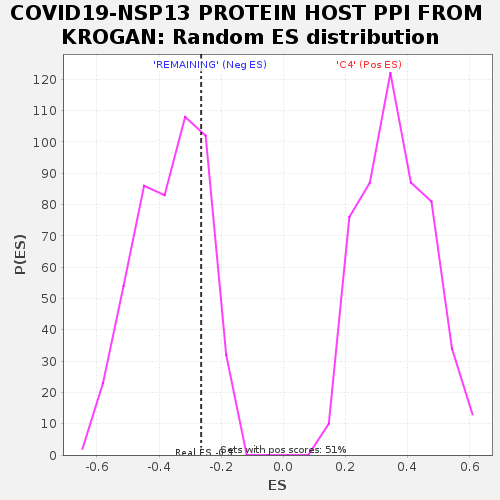 COVID19-NSP13 PROTEIN HOST PPI FROM
KROGAN: Random ES distribution
'REMAINING' (Neg ES)
'C4' (Pos ES)
120
110
100
90
80
70
60
50
40
30
20
10
0
P(ES)
Real ES -0.3
Sets with pos scores: 51%
-0.6
-0.4
-0.2
0.0
0.2
0.4
0.6
ES